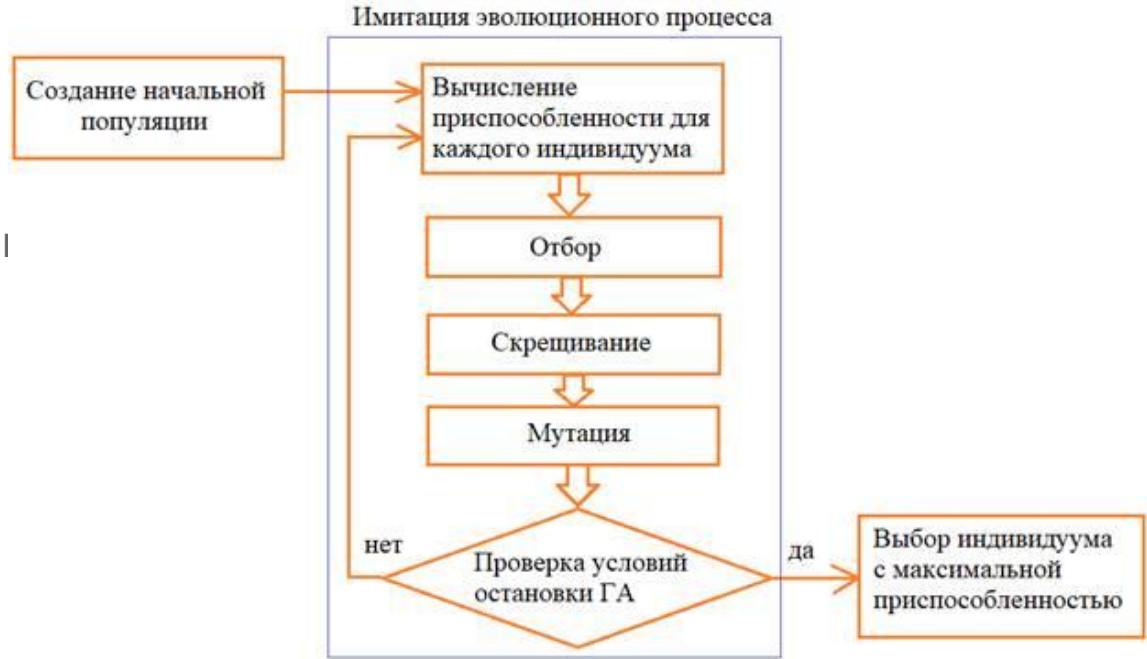 Имитация эволюционного процесса
Создание начальной
популяции
Вычисление
приспособленности для
каждого индивидуума
Отбор
Скрещивание
Мутация
нет
Проверка условий
остановки ГА
да
Выбор индивидуума
с максимальной
приспособленностью